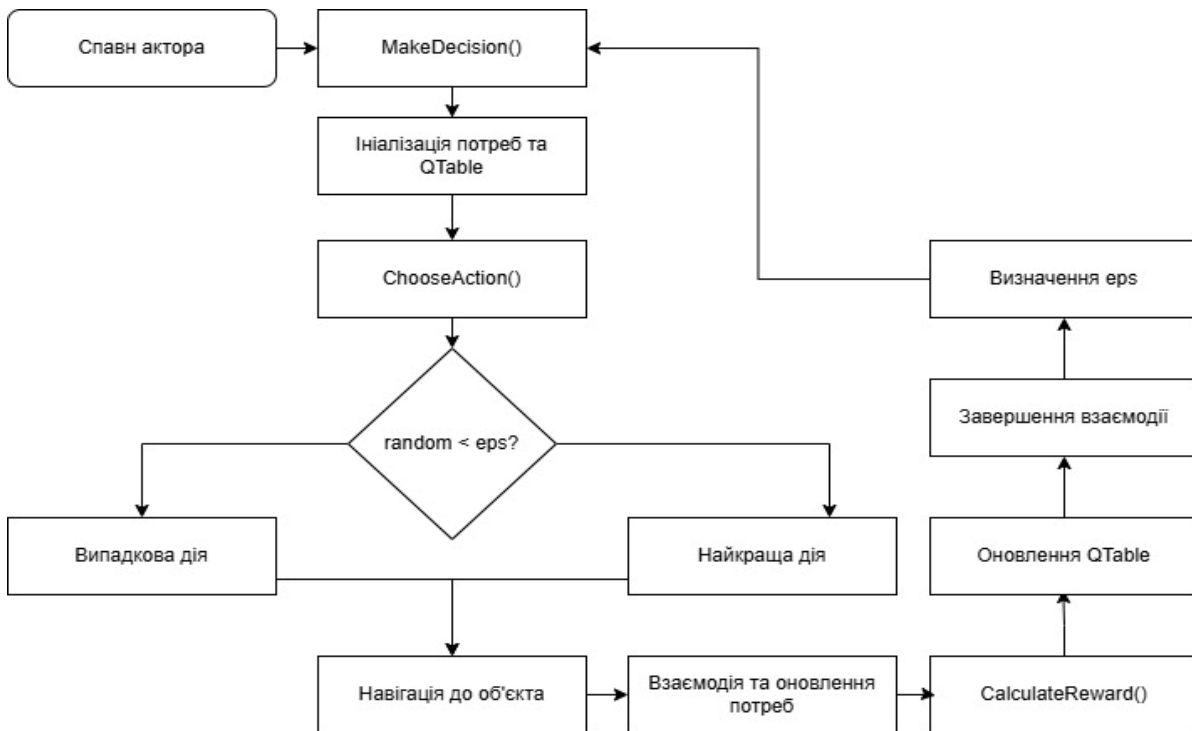 Спавн актора
MakeDecision()
Ініалізація потреб та
QTable
ChooseAction()
Визначення eps
Завершення взаємодії
random < eps?
Випадкова дія
Найкраща дія
Оновлення QTable
Навігація до об'єкта
Взаємодія та оновлення
потреб
CalculateReward()